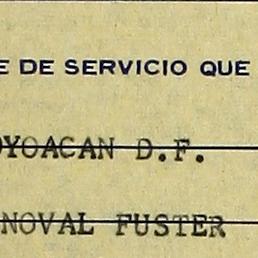 E DE SERVICIO QUE
OYOACAN D.F.
NOVAL FUSTER